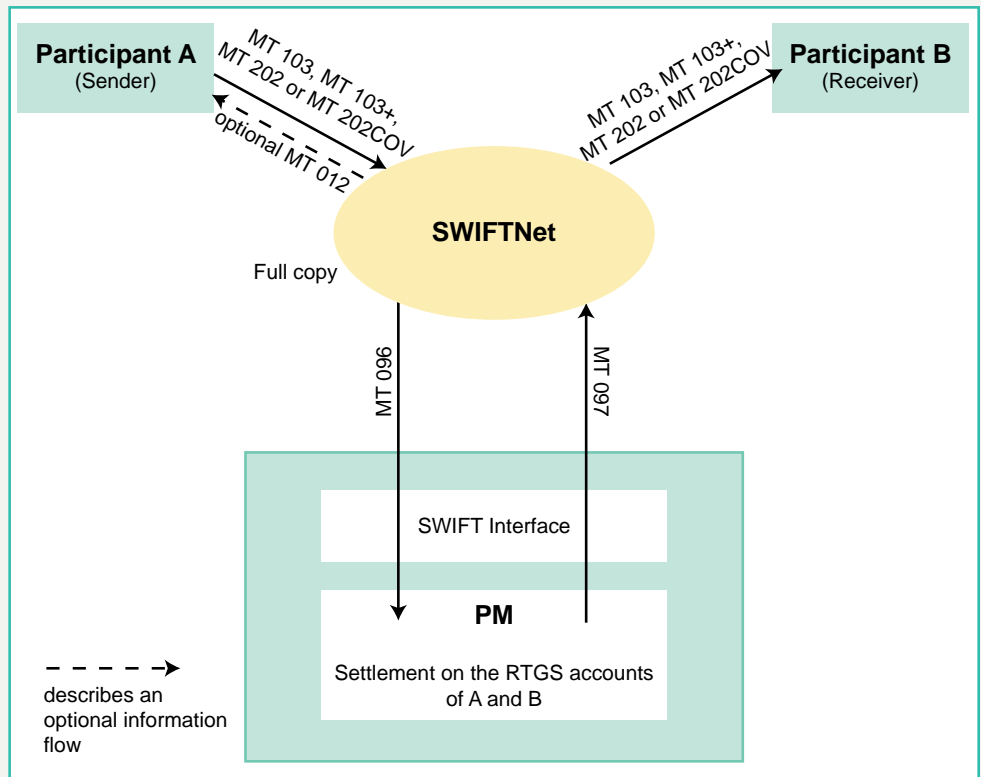 Participant A
(Sender)
MT 103, MT 103+,
MT 202 or MT 202COV
optional MT 012
MT 103, MT 103+,
MT 202 or MT 202COV
Participant B
(Receiver)
SWIFTNet
Full copy
MT 096
MT 097
SWIFT Interface
PM
Settlement on the RTGS accounts
of A and B
describes an
optional information
flow